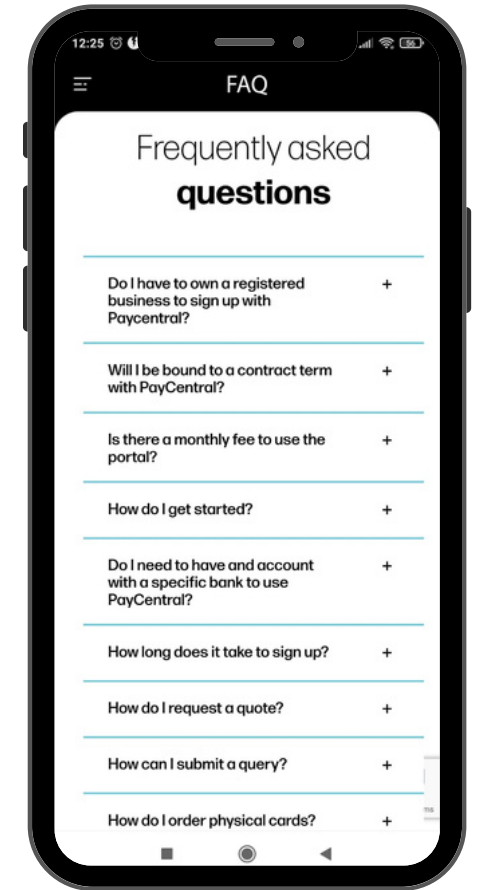 12:25
56
FAQ
Frequently asked
questions
Do I have to own a registered +
business to sign up with
Paycentral?
Will I be bound to a contract term +
with PayCentral?
Is there a monthly fee to use the +
portal?
How do I get started? +
Do I need to have and account +
with a specific bank to use
PayCentral?
How long does it take to sign up? +
How do I request a quote? +
How can I submit a query? +
ms
How do I order physical cards? +